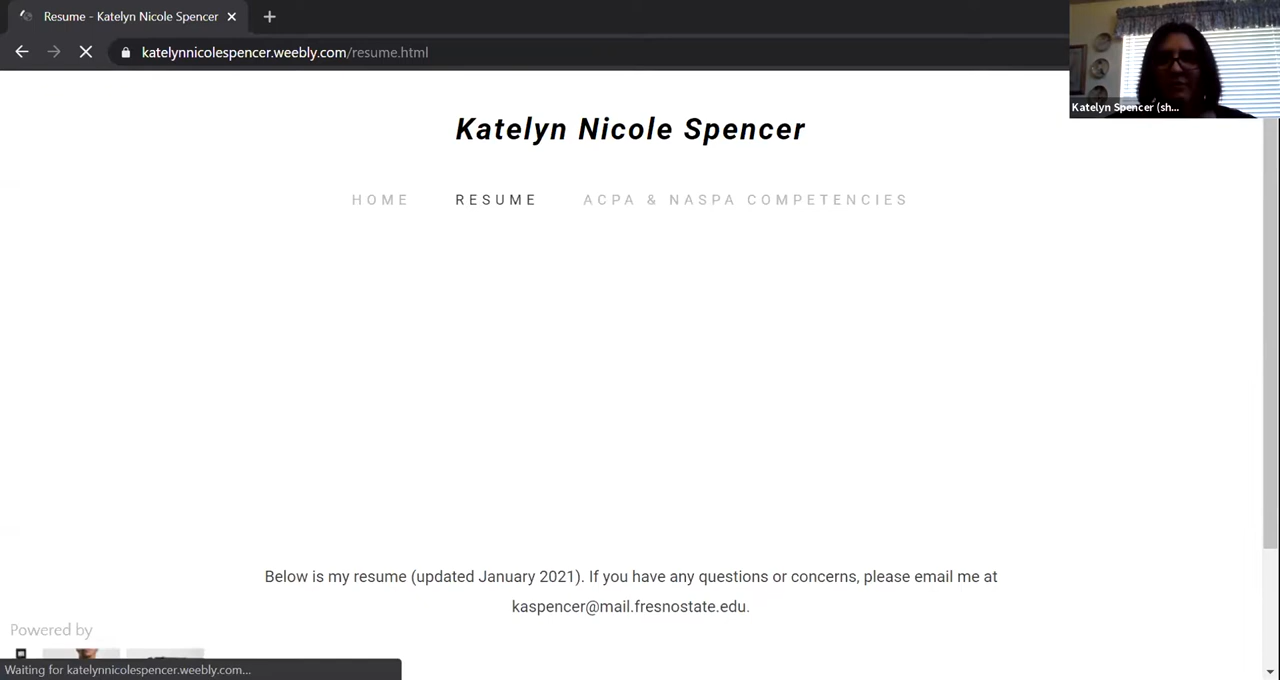 Resume - Katelyn Nicole Spencer
katelynnicolespencer.weebly.com/resume.html
Katelyn Spencer (sh...
Katelyn Nicole Spencer
HOME RESUME ACPA & NASPA COMPETENCIES
Below is my resume (updated January 2021). If you have any questions or concerns, please email me at
kaspencer@mail.fresnostate.edu.
Powered by
Waiting for katelynnicolespencer.weebly.com...